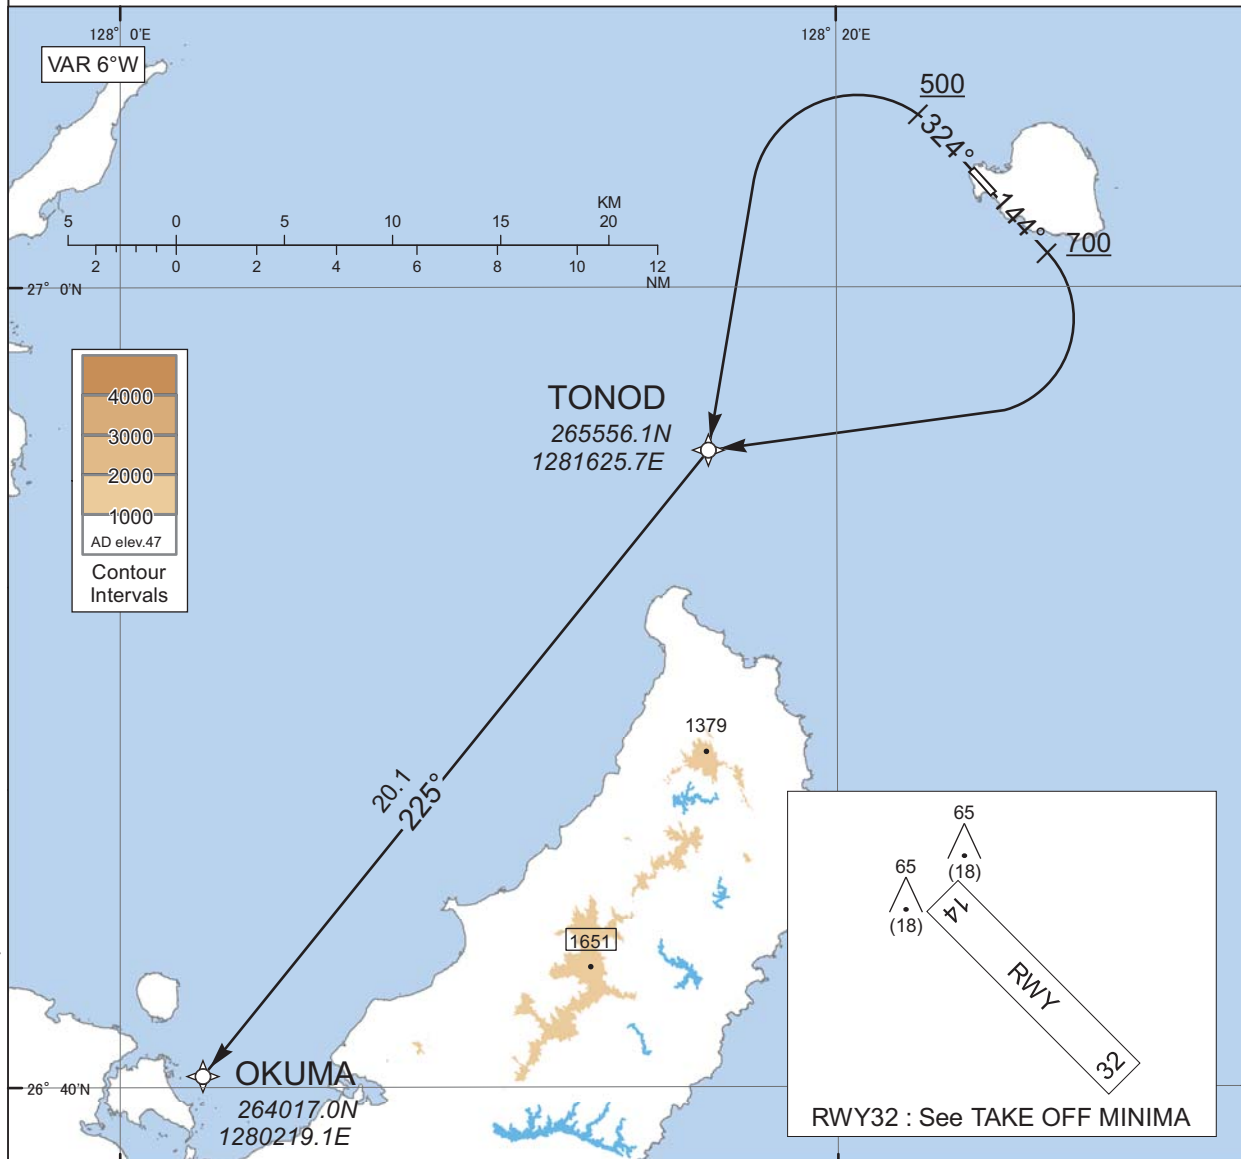 128° 0'E
128° 20'E
VAR 6°W
500
324°
144°
700
KM
5 0 5 10 15 20
2 0 2 4 6 8 10 12
NM
27° 0'N
4000
3000
2000
1000
AD elev.47
Contour
Intervals
TONOD
265556.1N
1281625.7E
20.1
225°
1379
1651
65
(18)
65
(18)
14
RWY
32
RWY32 : See TAKE OFF MINIMA
OKUMA
264017.0N
1280219.1E
26° 40'N